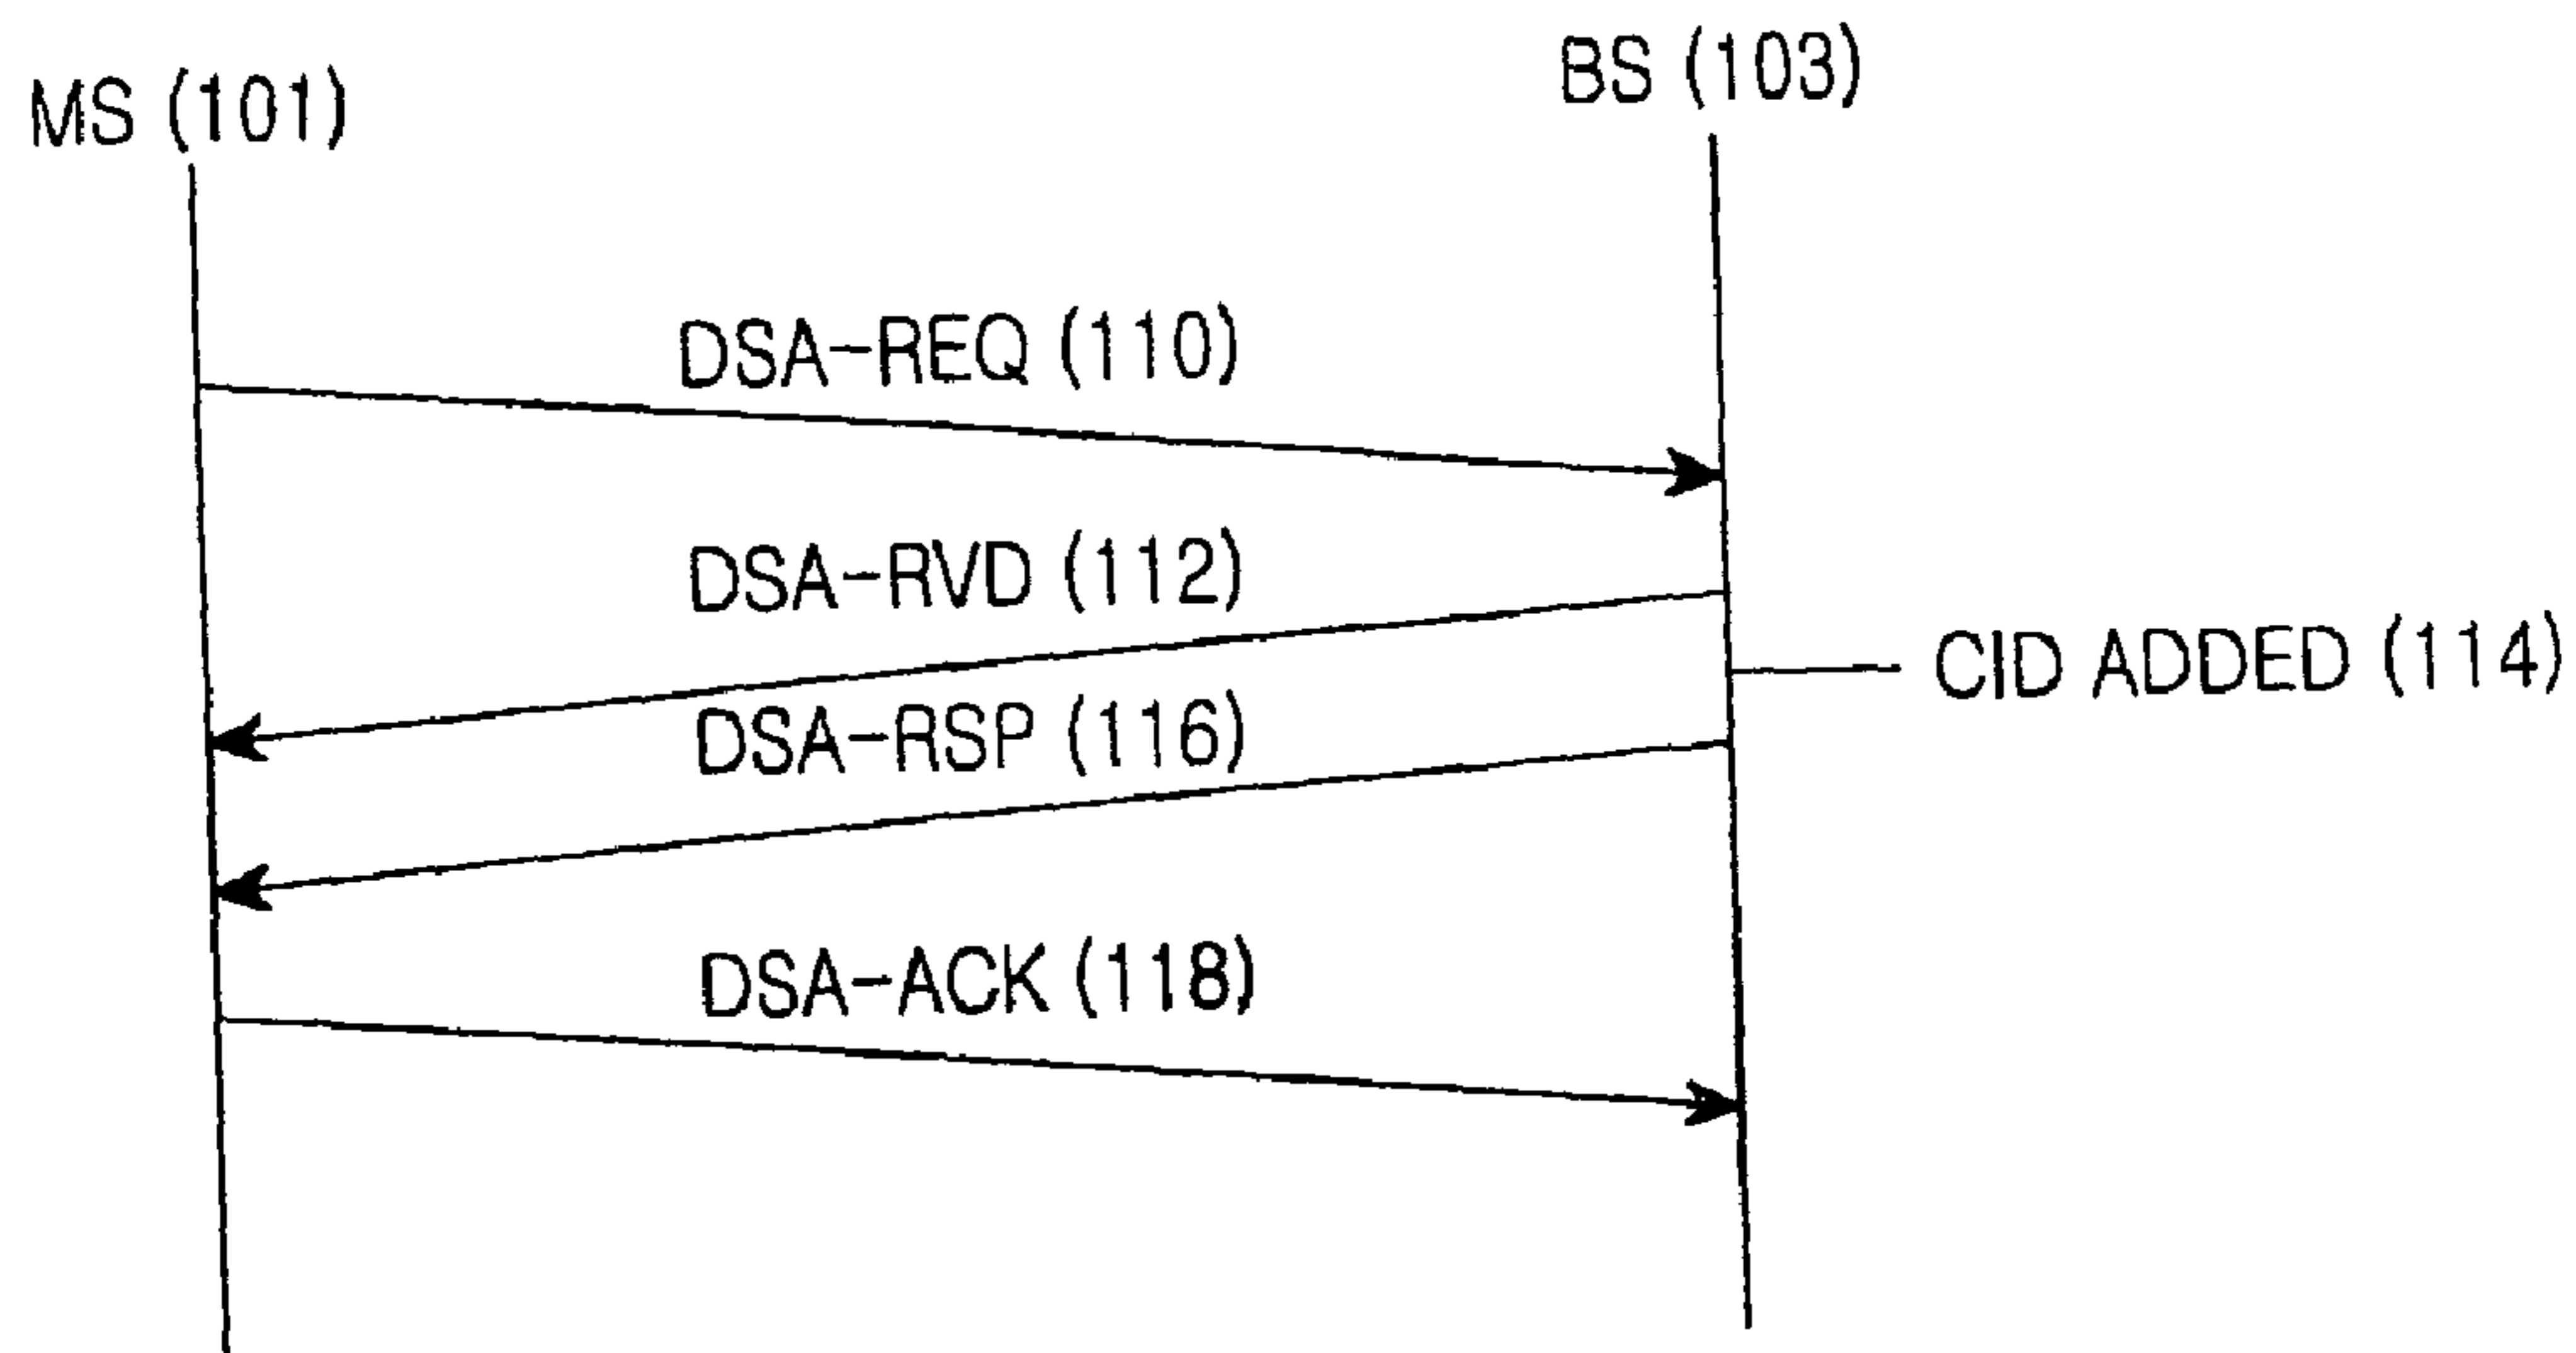 MS (101)
BS (103)
DSA-REQ (110)
DSA-RVD (112)
CID ADDED (114)
DSA-RSP (116)
DSA-ACK (118)